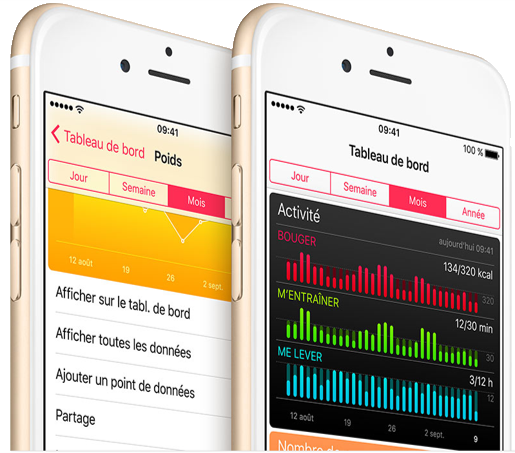 09:41
Tableau de bord Poids
Jour Semaine Mois
12 août 19 26 2 sept.
Afficher sur le tabl. de bord
Afficher toutes les données
Ajouter un point de données
Partage
09:41
100 %
Tableau de bord
Jour Semaine Mois Année
Activité
aujourd'hui 09:41
BOUGER
134/320 kcal
320
M'ENTRAÎNER
12/30 min
30
ME LEVER
3/12 h
12
12 août 19 26 2 sept. 9